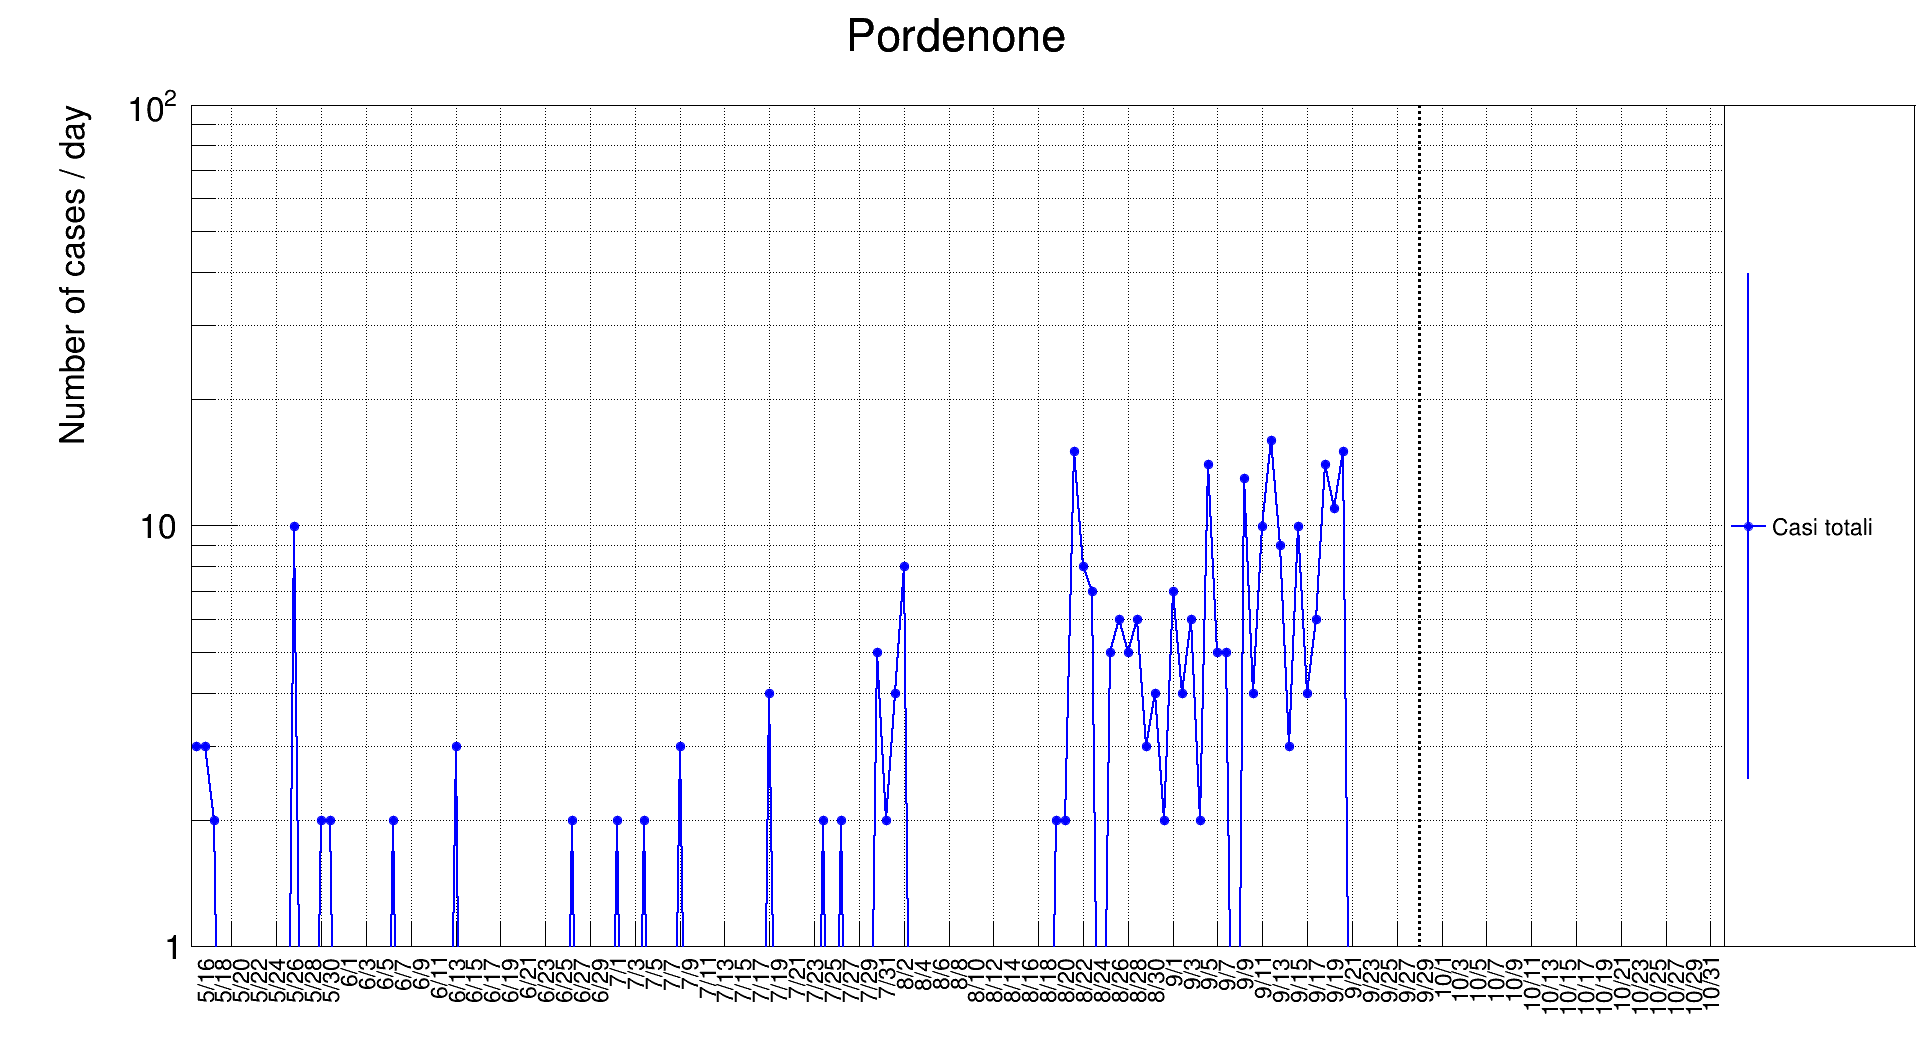 Pordenone
Number of cases / day
10²
10
1
5/16 5/18 5/20 5/22 5/24 5/26 5/28 5/30 6/1 6/3 6/5 6/7 6/9 6/11 6/13 6/15 6/17 6/19 6/21 6/23 6/25 6/27 6/29 7/1 7/3 7/5 7/7 7/9 7/11 7/13 7/15 7/17 7/19 7/21 7/23 7/25 7/27 7/29 7/31 8/2 8/4 8/6 8/8 8/10 8/12 8/14 8/16 8/18 8/20 8/22 8/24 8/26 8/28 8/30 9/1 9/3 9/5 9/7 9/9 9/11 9/13 9/15 9/17 9/19 9/21 9/23 9/25 9/27 9/29 10/1 10/3 10/5 10/7 10/9 10/11 10/13 10/15 10/17 10/19 10/21 10/23 10/25 10/27 10/29 10/31
Casi totali